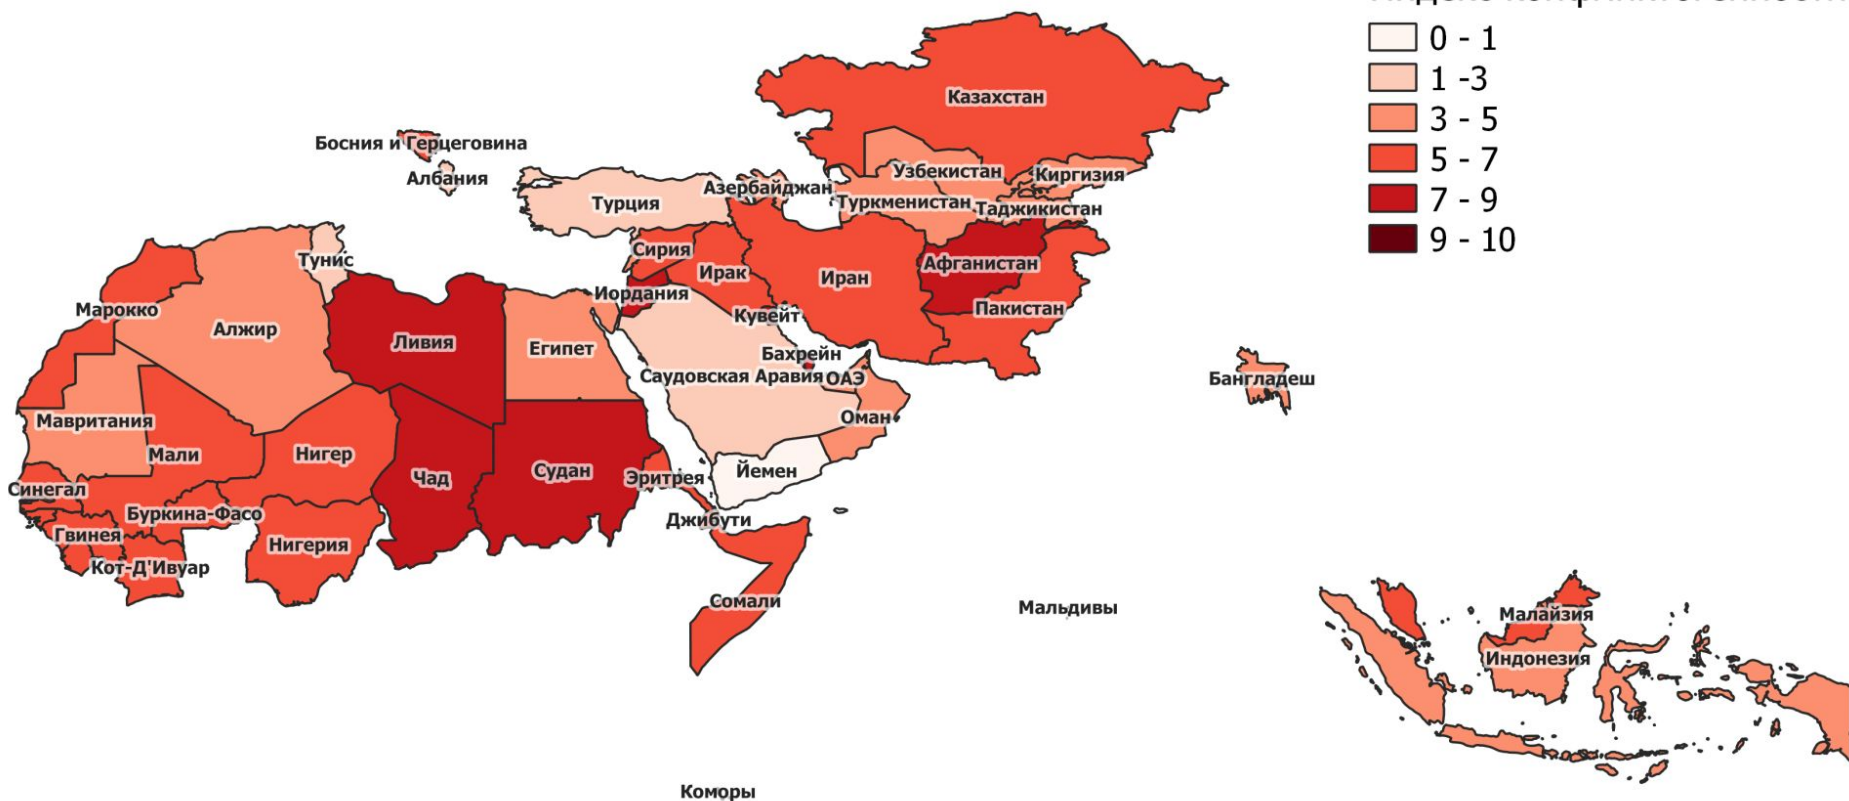 0 - 1
1 -3
3 - 5
5 - 7
7 - 9
9 - 10
Казахстан
Босния и Герцеговина
Албания
Узбекистан
Киргизия
Азербайджан
Турция
Туркменистан
Таджикистан
Сирия
Тунис
Ирак
Иран
Афганистан
Иордания
Марокко
Кувейт
Пакистан
Алжир
Ливия
Египет
Бахрейн
Саудовская Аравия
ОАЭ
Бангладеш
Оман
Мавритания
Мали
Нигер
Чад
Судан
Йемен
Эритрея
Синегал
Буркина-Фасо
Джибути
Гвинея
Нигерия
Кот-Д'Ивуар
Сомали
Мальдивы
Малайзия
Индонезия
Коморы